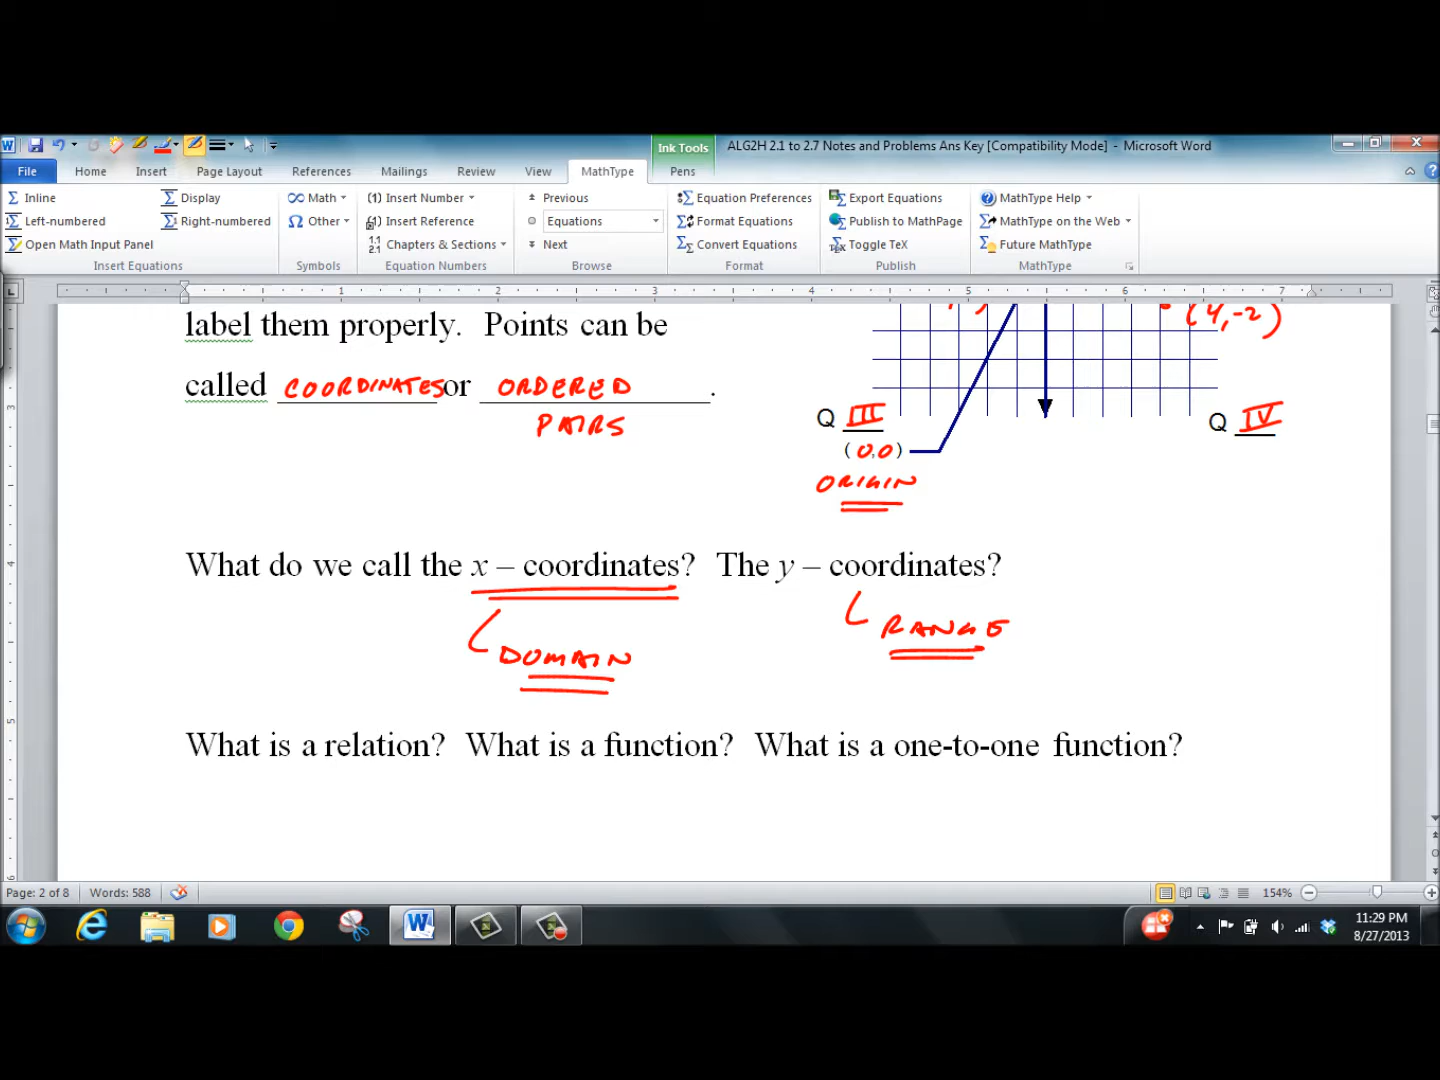 Ink Tools
ALG2H 2.1 to 2.7 Notes and Problems Ans Key [Compatibility Mode] - Microsoft Word
File Home Insert Page Layout References Mailings Review View MathType Pens
Inline Display Math (1) Insert Number Previous Equation Preferences Export Equations MathType Help
Left-numbered Right-numbered Other Insert Reference Equations Format Equations Publish to MathPage MathType on the Web
Open Math Input Panel Chapters & Sections Next Convert Equations Toggle TeX Future MathType
Insert Equations Symbols Equation Numbers Browse Format Publish MathType
1 2 3 4 5 6 7
label them properly. Points can be
(4,-2)
called COORDINATES or ORDERED .
PAIRS
Q III
Q IV
(0,0)
ORIGIN
What do we call the x – coordinates? The y – coordinates?
RANGE
DOMAIN
What is a relation? What is a function? What is a one-to-one function?
Page: 2 of 8 Words: 588 154%
11:29 PM
8/27/2013